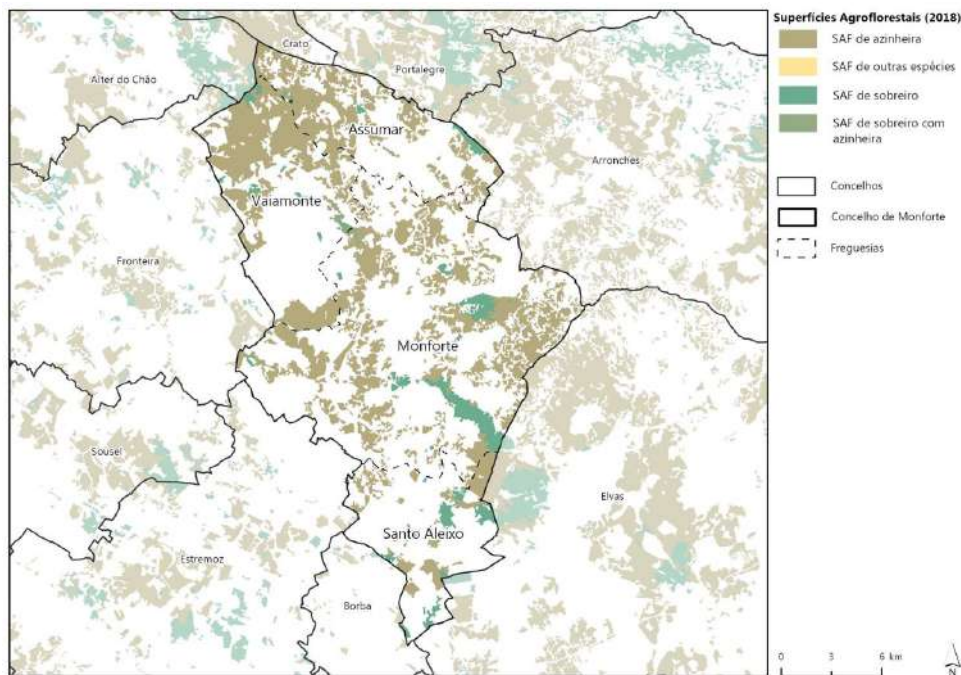 Superfícies Agroflorestais (2018)
SAF de azinheira
SAF de outras espécies
SAF de sobreiro
SAF de sobreiro com
azinheira
Concelhos
Concelho de Monforte
Freguesias
Crato
Alter do Chão
Portalegre
Assumar
Arronches
Vaiamonte
Fronteira
Monforte
Sousel
Elvas
Santo Aleixo
Estremoz
Borba
0 3 6 km
N